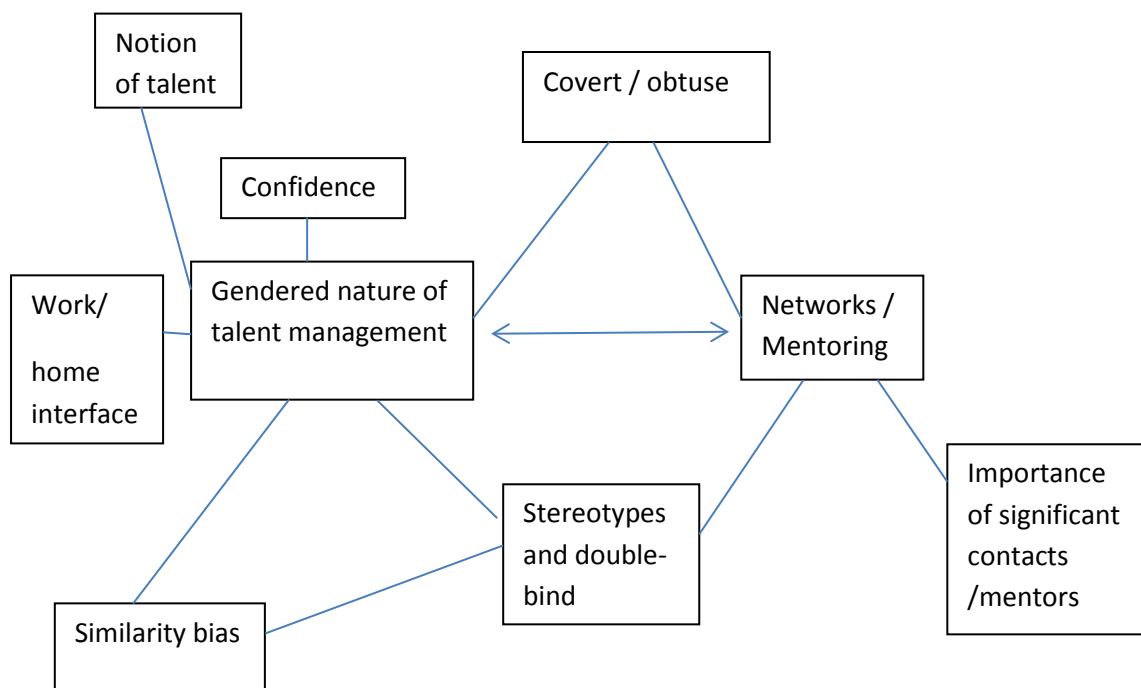 Notion
of talent
Covert / obtuse
Confidence
Work/
home
interface
Gendered nature of
talent management
Networks /
Mentoring
Importance
of significant
contacts
/mentors
Stereotypes
and double-
bind
Similarity bias